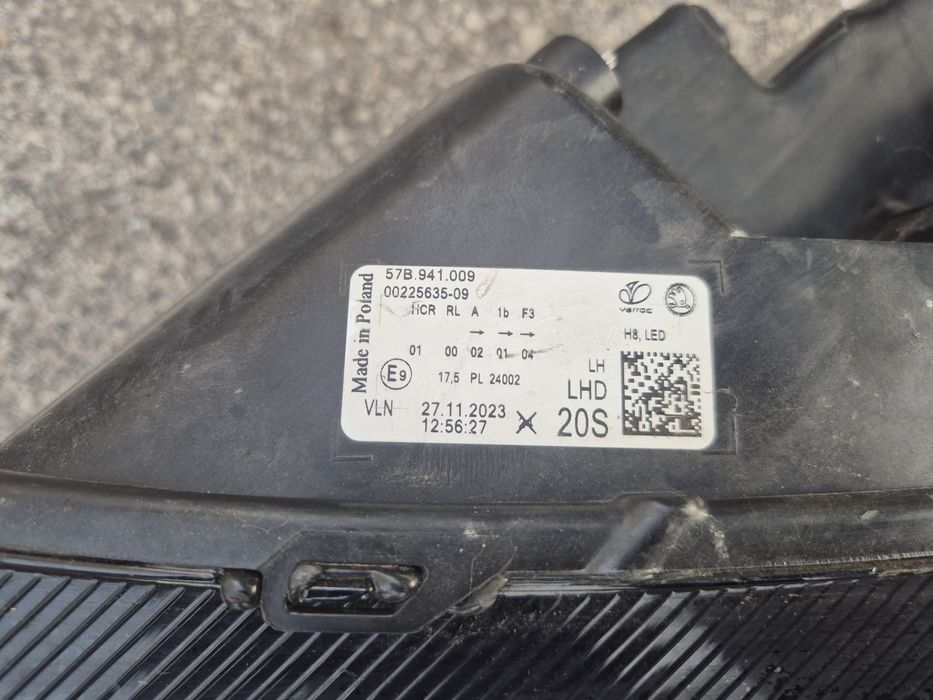 Made in Poland
57B.941.009
00225635-09
HCR RL A 1b F3
→ → →
01 00 02 01 04
E9
17,5 PL 24002
VLN 27.11.2023
12:56:27
varroc
H8, LED
LH
LHD
20S